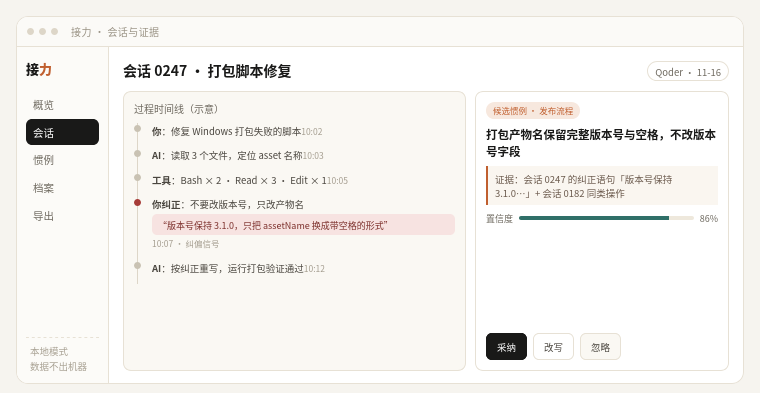 接力 · 会话与证据
接力
概览
会话
惯例
档案
导出
本地模式
数据不出机器
会话 0247 · 打包脚本修复
Qoder · 11-16
过程时间线（示意）
你：修复 Windows 打包失败的脚本10:02
AI：读取 3 个文件，定位 asset 名称10:03
工具：Bash × 2 · Read × 3 · Edit × 110:05
你纠正：不要改版本号，只改产物名
“版本号保持 3.1.0，只把 assetName 换成带空格的形式”
10:07 · 纠偏信号
AI：按纠正重写，运行打包验证通过10:12
候选惯例 · 发布流程
打包产物名保留完整版本号与空格，不改版本
号字段
证据：会话 0247 的纠正语句「版本号保持
3.1.0…」+ 会话 0182 同类操作
置信度
86%
采纳
改写
忽略